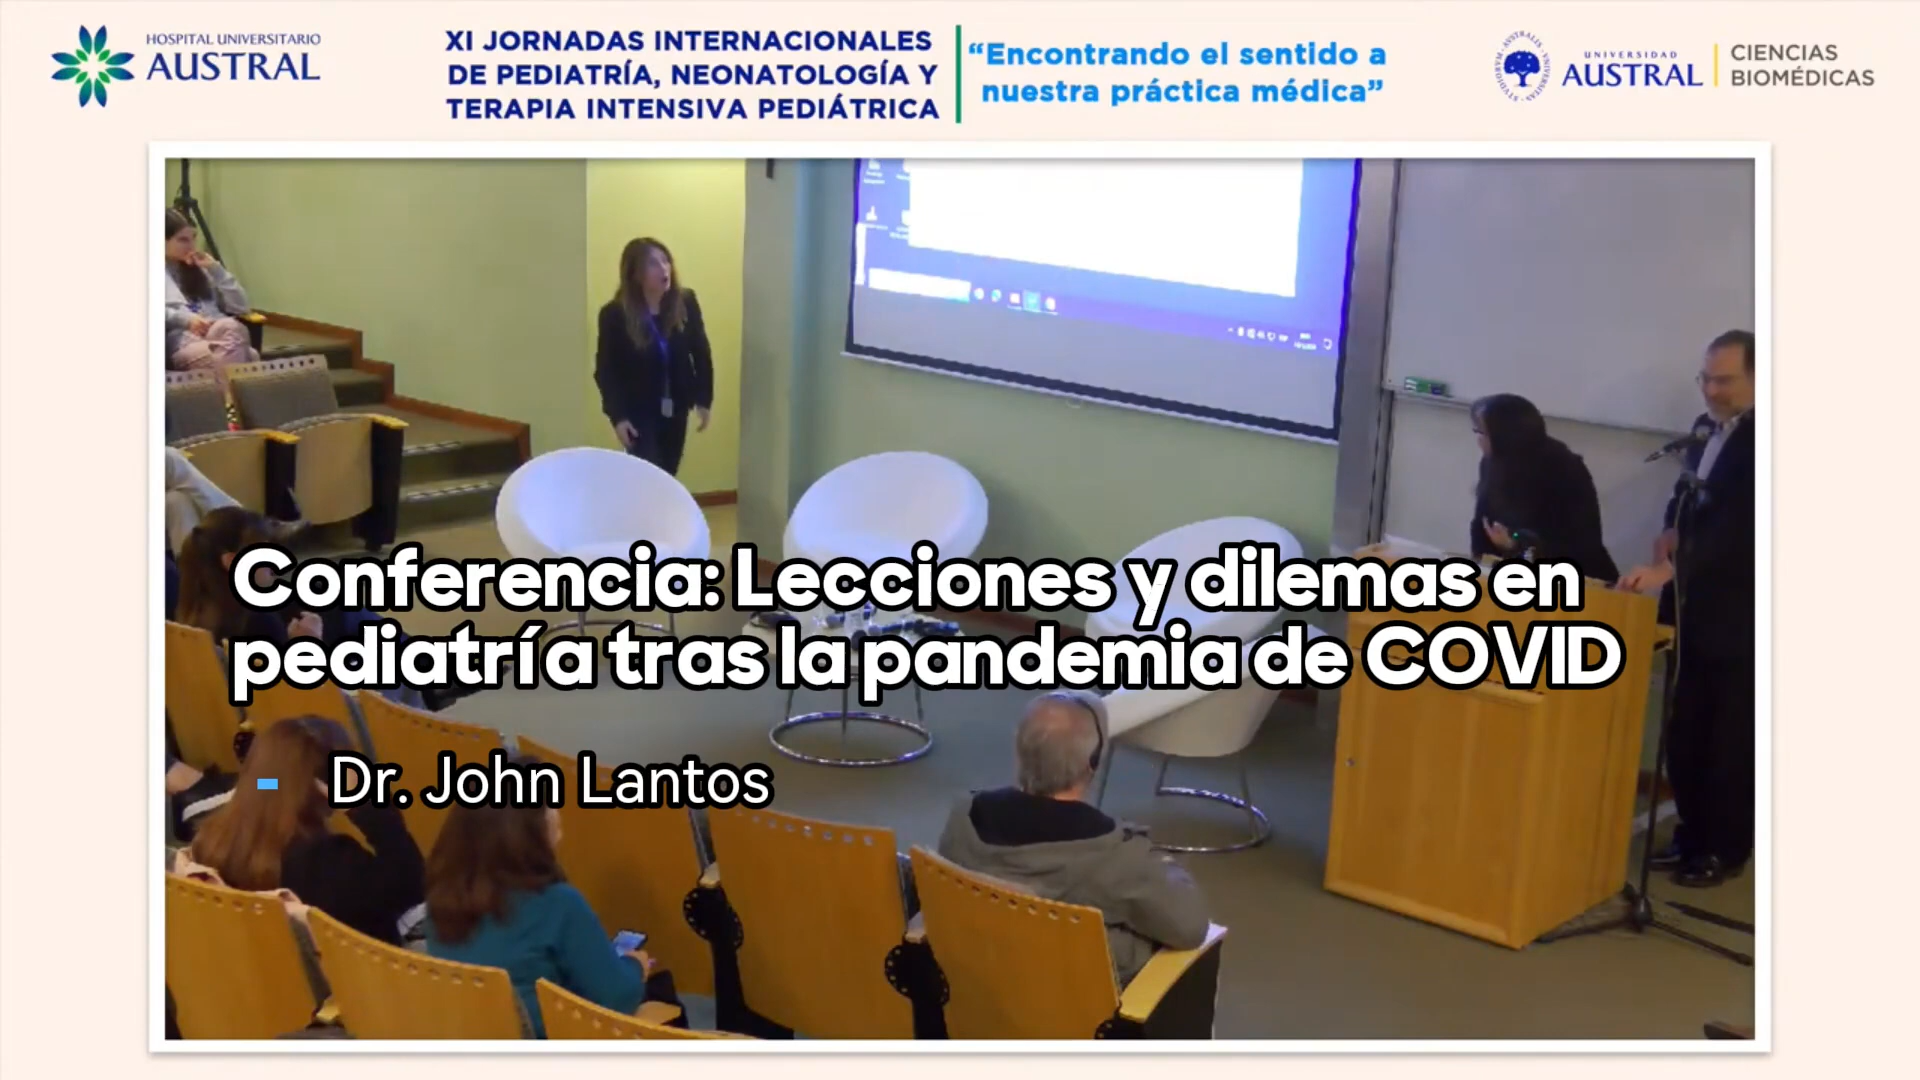 HOSPITAL UNIVERSITARIO
AUSTRAL
XI JORNADAS INTERNACIONALES
DE PEDIATRÍA, NEONATOLOGÍA Y
TERAPIA INTENSIVA PEDIÁTRICA
“Encontrando el sentido a
nuestra práctica médica”
UNIVERSIDAD
AUSTRAL
CIENCIAS
BIOMÉDICAS
Conferencia: Lecciones y dilemas en
pediatría tras la pandemia de COVID
- Dr. John Lantos